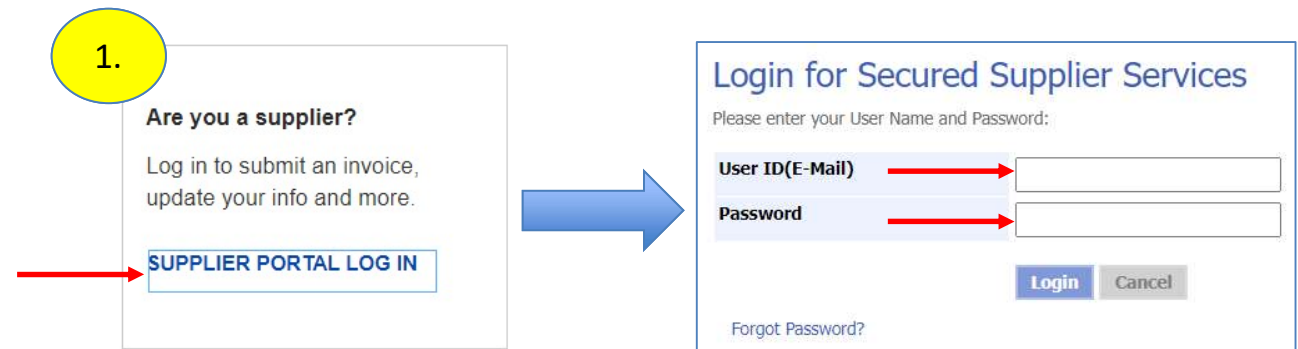 1.
Are you a supplier?
Log in to submit an invoice,
update your info and more.
SUPPLIER PORTAL LOG IN
Login for Secured Supplier Services
Please enter your User Name and Password:
User ID(E-Mail)
Password
Login Cancel
Forgot Password?